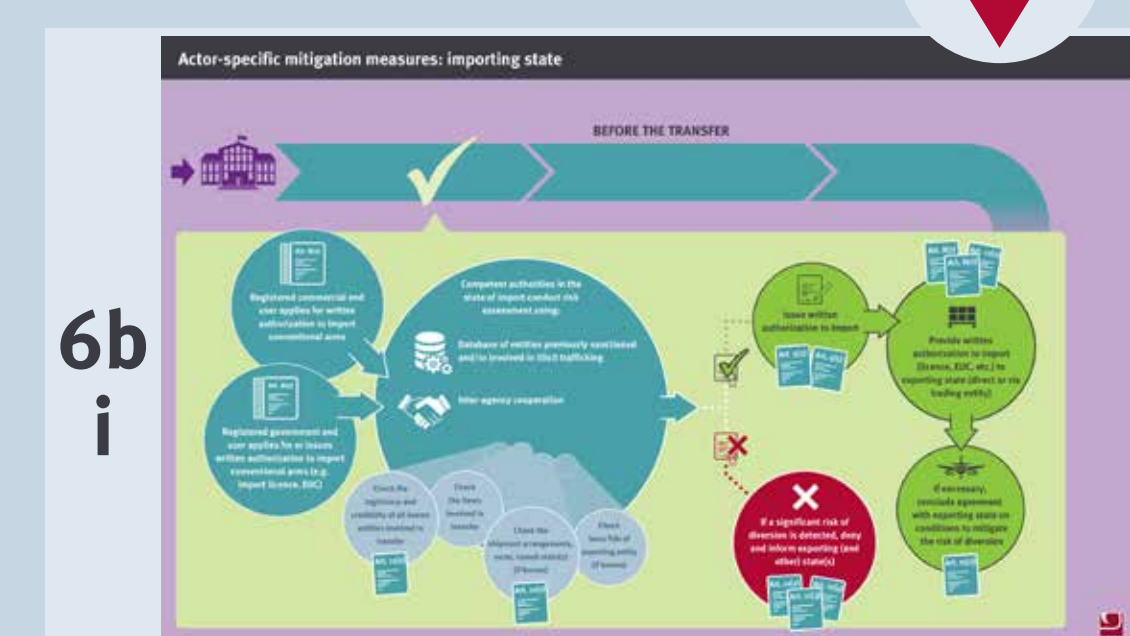 Actor-specific mitigation measures: importing state
BEFORE THE TRANSFER
6b
i
Registered commercial end
user applies for written
authorization to import
conventional arms
Registered government end
user applies for or issues
written authorization to import
conventional arms (e.g.
import licence, EUC)
Competent authorities in the
state of import conduct risk
assessment using:
Database of entities previously sanctioned
and/or involved in illicit trafficking
Inter-agency cooperation
Check the
legitimacy and
credibility of all known
entities involved in
transfer
Check
the items
involved in
transfer
Check the
shipment arrangements,
route, transit state(s)
(if known)
Check
bona fide of
exporting entity
(if known)
Issue written
authorization to import
Provide written
authorization to import
(licence, EUC, etc.) to
exporting state (direct or via
trading entity)
If necessary,
conclude agreement
with exporting state on
conditions to mitigate
the risk of diversion
If a significant risk of
diversion is detected, deny
and inform exporting (and
other) state(s)